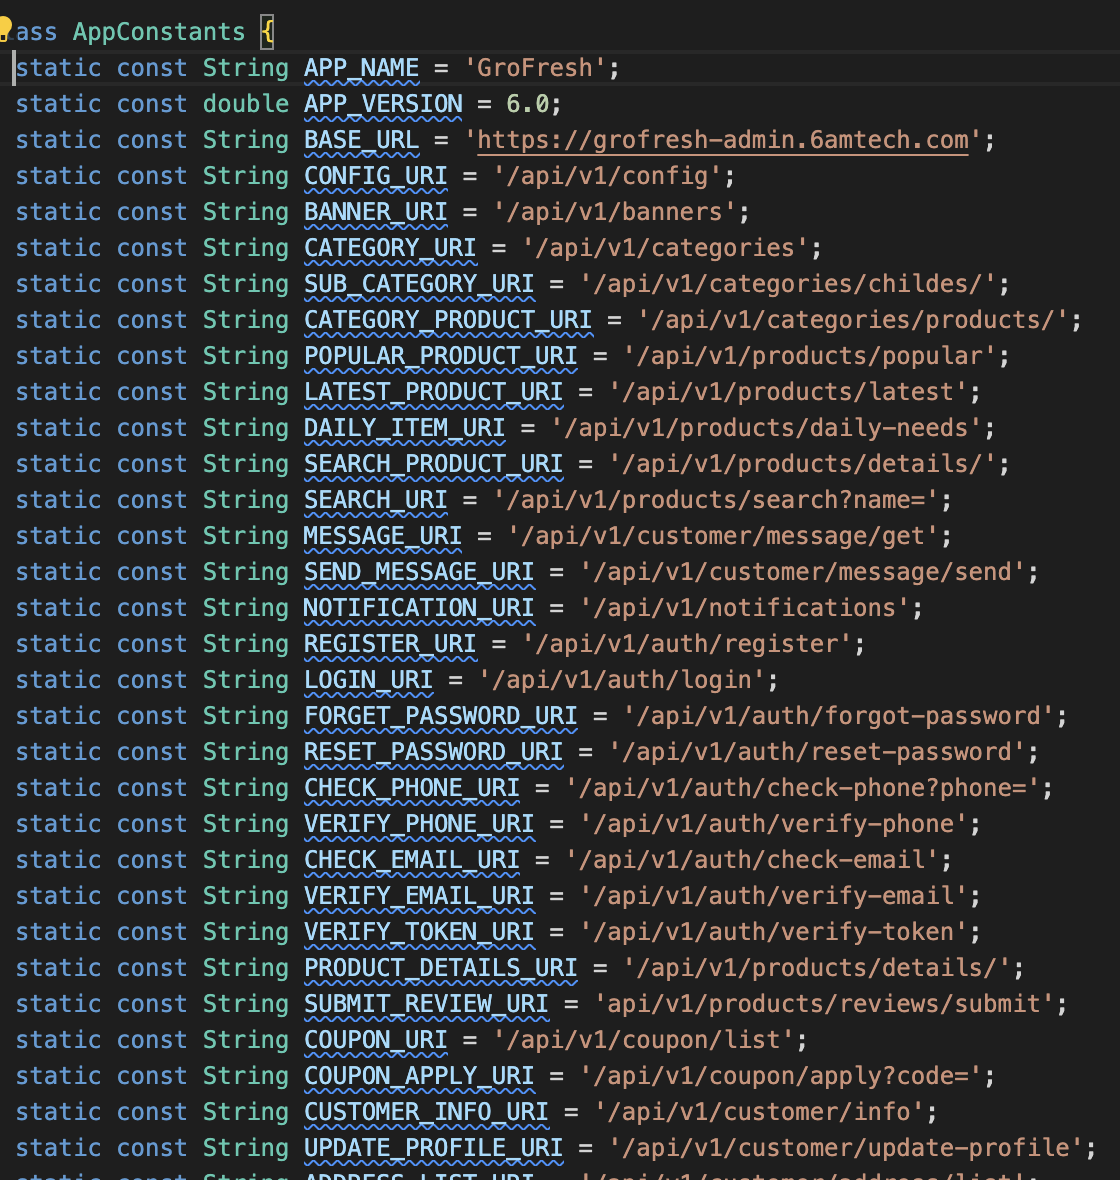 ass AppConstants {
static const String APP_NAME = 'GroFresh';
static const double APP_VERSION = 6.0;
static const String BASE_URL = 'https://grofresh-admin.6amtech.com';
static const String CONFIG_URI = '/api/v1/config';
static const String BANNER_URI = '/api/v1/banners';
static const String CATEGORY_URI = '/api/v1/categories';
static const String SUB_CATEGORY_URI = '/api/v1/categories/childes/';
static const String CATEGORY_PRODUCT_URI = '/api/v1/categories/products/';
static const String POPULAR_PRODUCT_URI = '/api/v1/products/popular';
static const String LATEST_PRODUCT_URI = '/api/v1/products/latest';
static const String DAILY_ITEM_URI = '/api/v1/products/daily-needs';
static const String SEARCH_PRODUCT_URI = '/api/v1/products/details/';
static const String SEARCH_URI = '/api/v1/products/search?name=';
static const String MESSAGE_URI = '/api/v1/customer/message/get';
static const String SEND_MESSAGE_URI = '/api/v1/customer/message/send';
static const String NOTIFICATION_URI = '/api/v1/notifications';
static const String REGISTER_URI = '/api/v1/auth/register';
static const String LOGIN_URI = '/api/v1/auth/login';
static const String FORGET_PASSWORD_URI = '/api/v1/auth/forgot-password';
static const String RESET_PASSWORD_URI = '/api/v1/auth/reset-password';
static const String CHECK_PHONE_URI = '/api/v1/auth/check-phone?phone=';
static const String VERIFY_PHONE_URI = '/api/v1/auth/verify-phone';
static const String CHECK_EMAIL_URI = '/api/v1/auth/check-email';
static const String VERIFY_EMAIL_URI = '/api/v1/auth/verify-email';
static const String VERIFY_TOKEN_URI = '/api/v1/auth/verify-token';
static const String PRODUCT_DETAILS_URI = '/api/v1/products/details/';
static const String SUBMIT_REVIEW_URI = 'api/v1/products/reviews/submit';
static const String COUPON_URI = '/api/v1/coupon/list';
static const String COUPON_APPLY_URI = '/api/v1/coupon/apply?code=';
static const String CUSTOMER_INFO_URI = '/api/v1/customer/info';
static const String UPDATE_PROFILE_URI = '/api/v1/customer/update-profile';
static const String ADDRESS_LIST_URI = '/api/v1/customer/address/list';